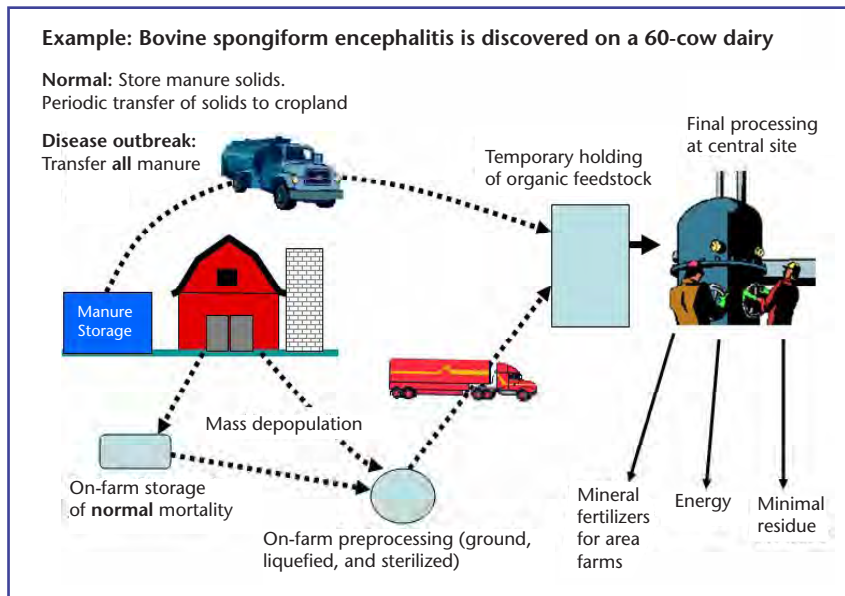 Example: Bovine spongiform encephalitis is discovered on a 60-cow dairy
Normal: Store manure solids.
Periodic transfer of solids to cropland
Disease outbreak:
Transfer all manure
Temporary holding
of organic feedstock
Final processing
at central site
Manure
Storage
Mass depopulation
On-farm storage
of normal mortality
On-farm preprocessing (ground,
liquefied, and sterilized)
Mineral
fertilizers
for area
farms
Energy
Minimal
residue